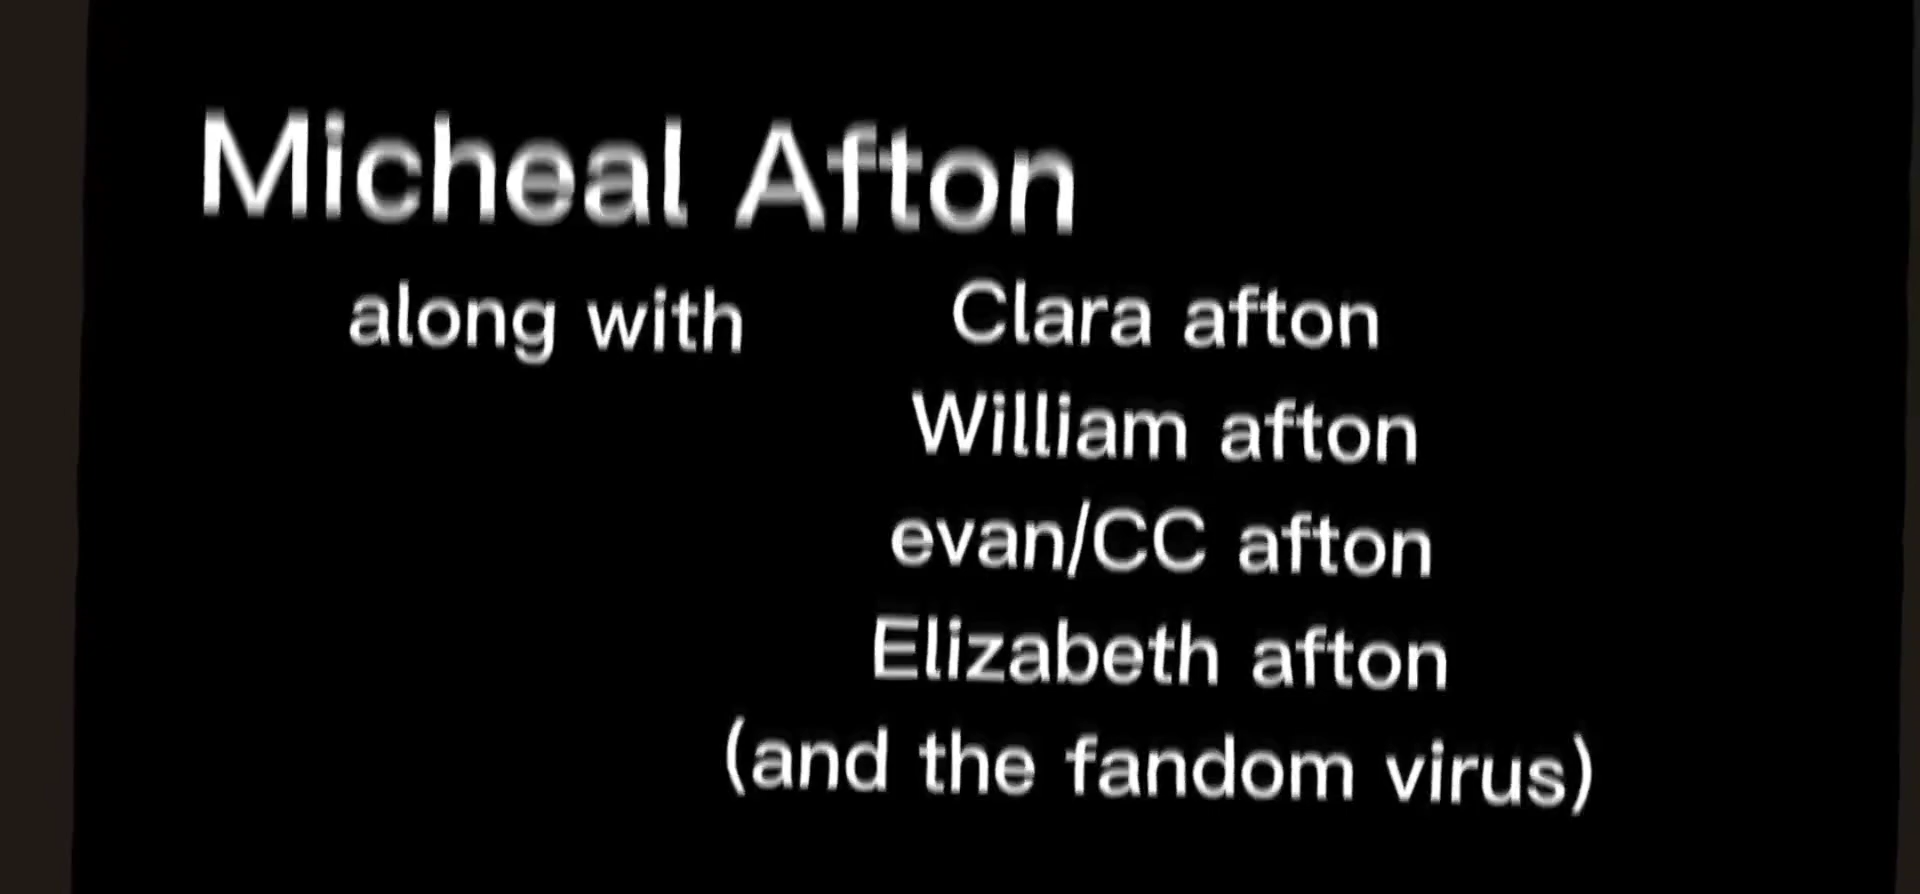 Micheal Afton
along with Clara afton
William afton
evan/CC afton
Elizabeth afton
(and the fandom virus)